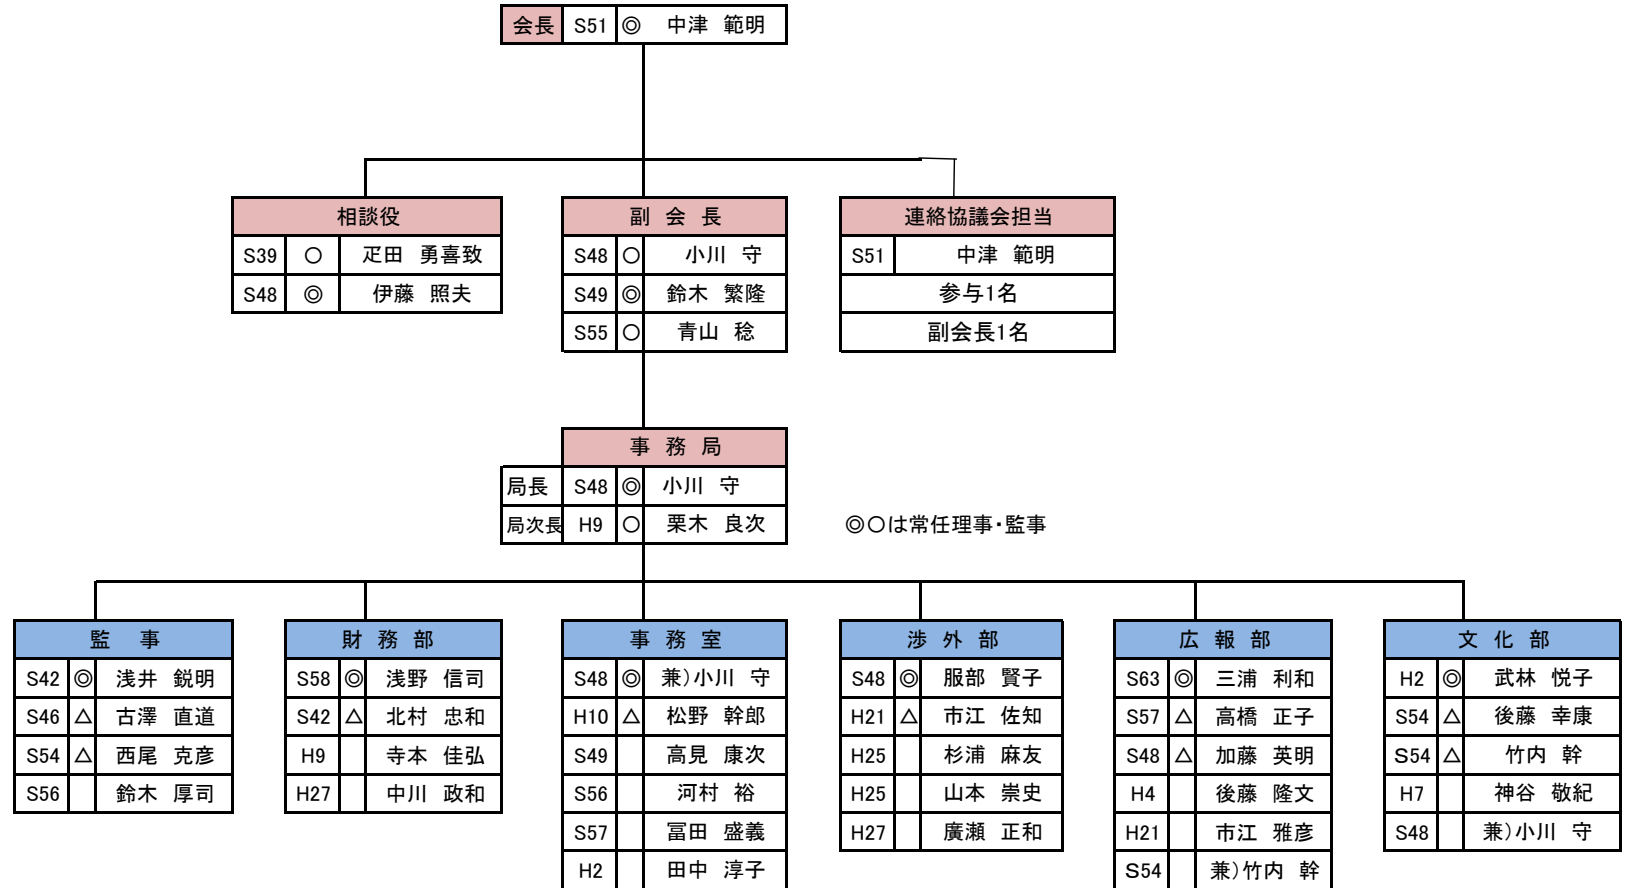 会長 S51 ◎ 中津 範明
相談役
S39 〇 疋田 勇喜致
S48 ◎ 伊藤 照夫
副 会 長
S48 〇 小川 守
S49 ◎ 鈴木 繁隆
S55 〇 青山 稔
連絡協議会担当
S51 中津 範明
参与1名
副会長1名
事 務 局
局長 S48 ◎ 小川 守
局次長 H9 〇 栗木 良次
◎〇は常任理事・監事
監 事
S42 ◎ 浅井 鋭明
S46 △ 古澤 直道
S54 △ 西尾 克彦
S56 鈴木 厚司
財 務 部
S58 ◎ 浅野 信司
S42 △ 北村 忠和
H9 寺本 佳弘
H27 中川 政和
事 務 室
S48 ◎ 兼)小川 守
H10 △ 松野 幹郎
S49 高見 康次
S56 河村 裕
S57 冨田 盛義
H2 田中 淳子
渉 外 部
S48 ◎ 服部 賢子
H21 △ 市江 佐知
H25 杉浦 麻友
H25 山本 崇史
H27 廣瀬 正和
広 報 部
S63 ◎ 三浦 利和
S57 △ 高橋 正子
S48 △ 加藤 英明
H4 後藤 隆文
H21 市江 雅彦
S54 兼)竹内 幹
文 化 部
H2 ◎ 武林 悦子
S54 △ 後藤 幸康
S54 △ 竹内 幹
H7 神谷 敬紀
S48 兼)小川 守